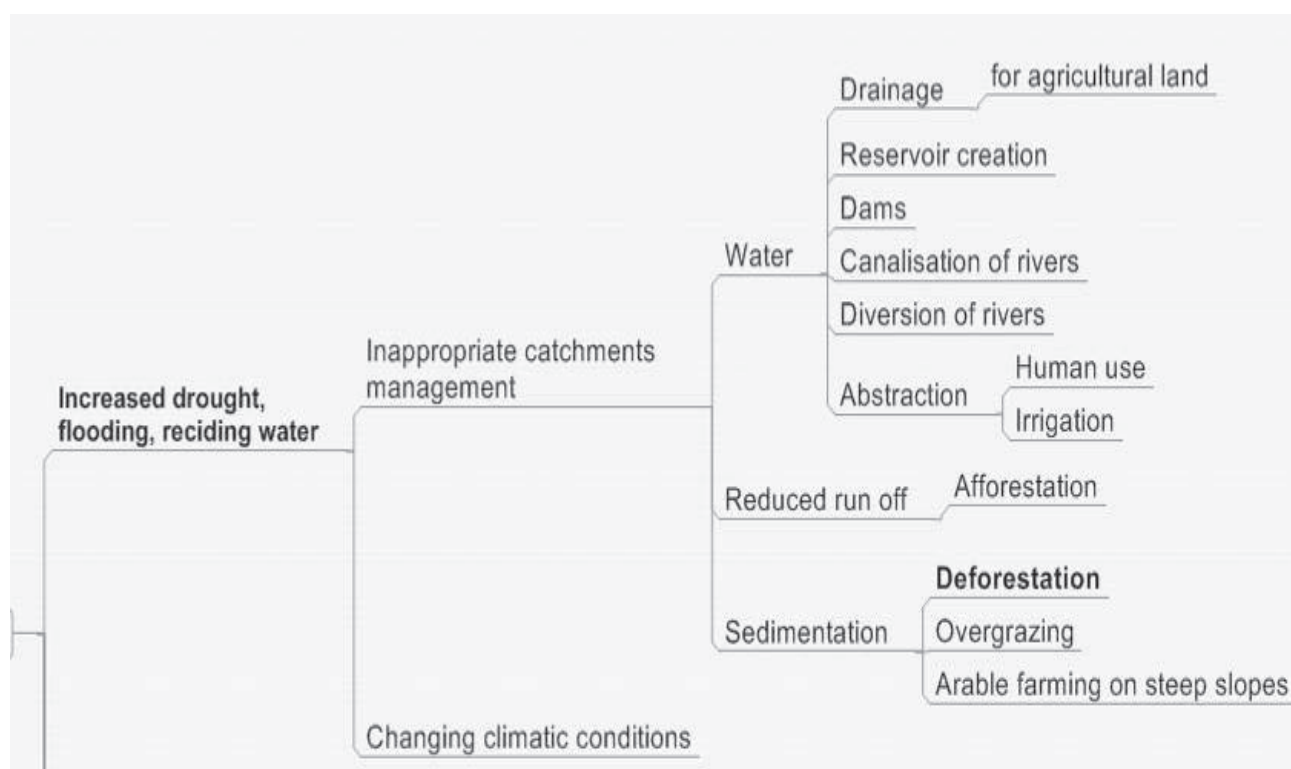 for agricultural land
Drainage
Reservoir creation
Dams
Water
Canalisation of rivers
Diversion of rivers
Inappropriate catchments
management
Human use
Abstraction
Irrigation
Increased drought,
flooding, reciding water
Afforestation
Reduced run off
Deforestation
Sedimentation
Overgrazing
Arable farming on steep slopes
Changing climatic conditions